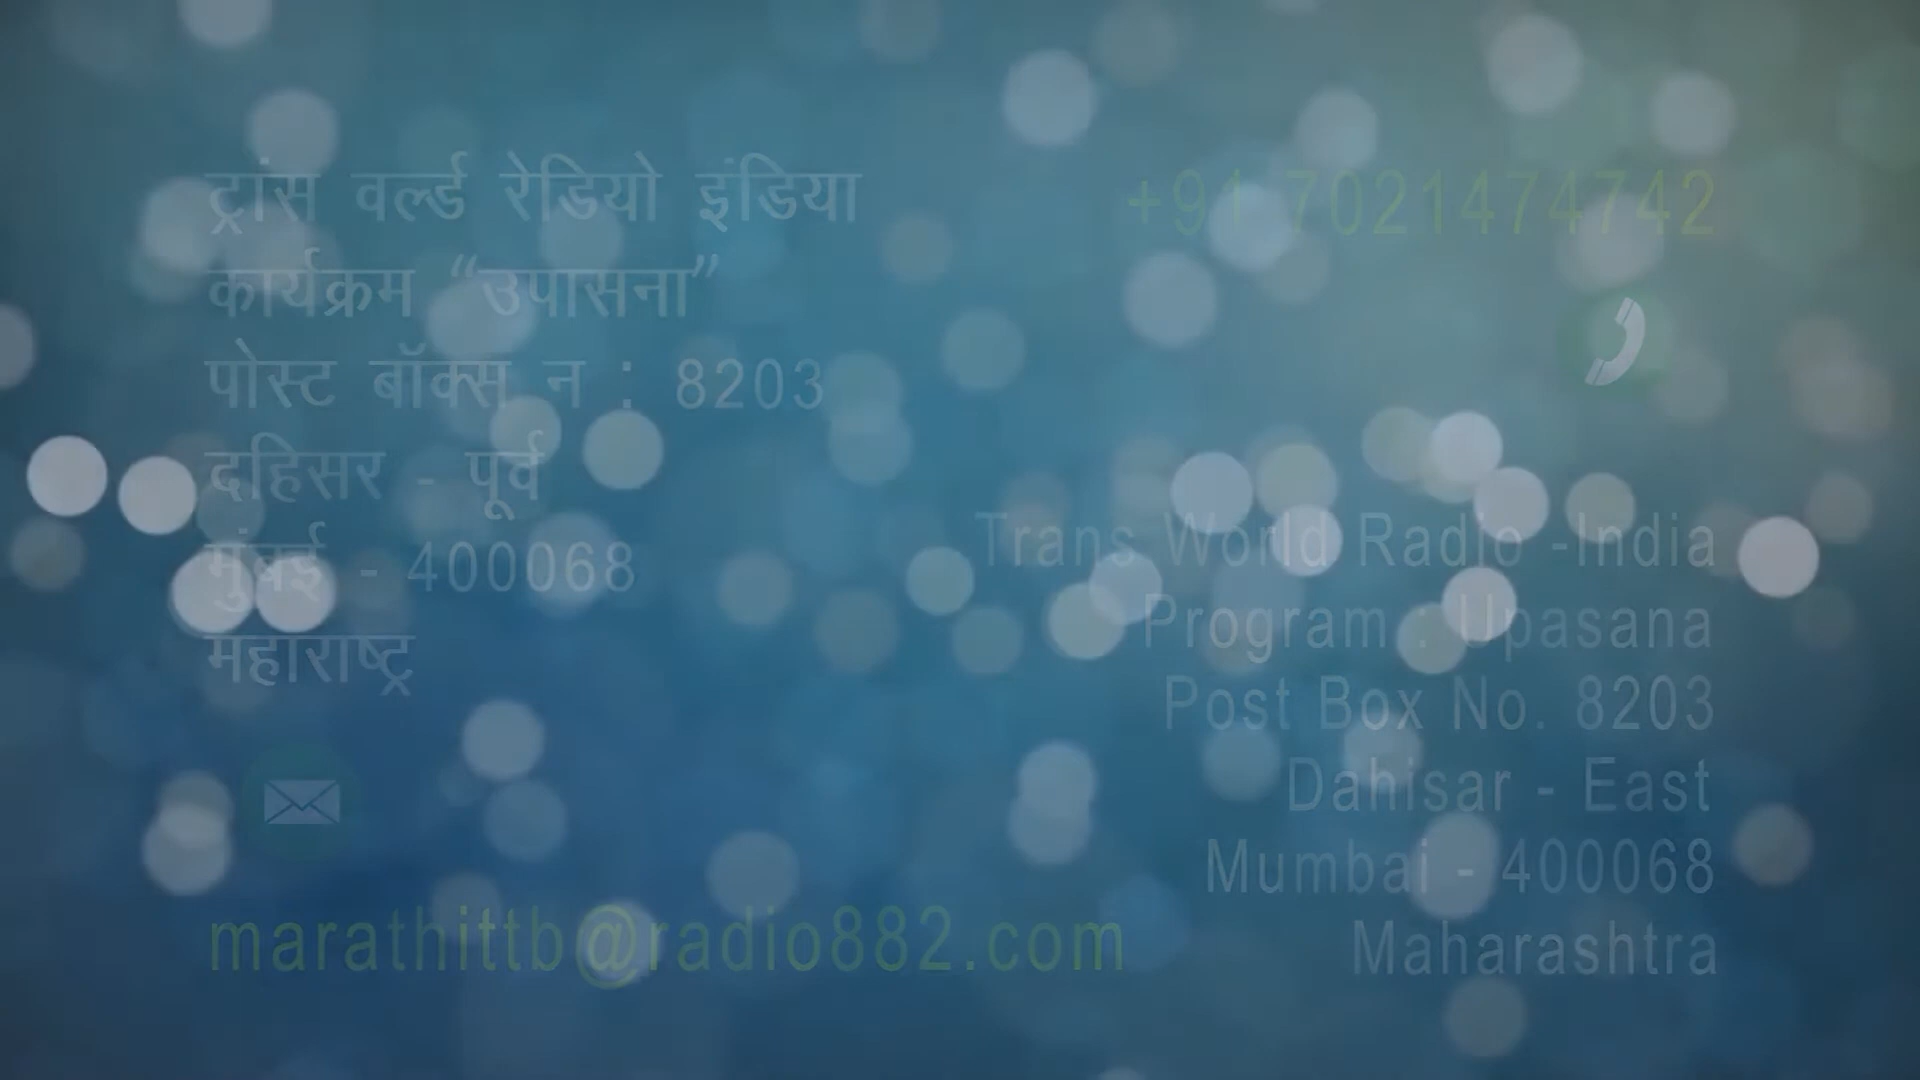 ट्रांस वर्ल्ड रेडियो इंडिया
कार्यक्रम “उपासना”
पोस्ट बॉक्स न : 8203
दहिसर - पूर्व
मुंबई - 400068
महाराष्ट्र
marathittb@radio882.com
+91 7021474742
Trans World Radio -India
Program : Upasana
Post Box No. 8203
Dahisar - East
Mumbai - 400068
Maharashtra